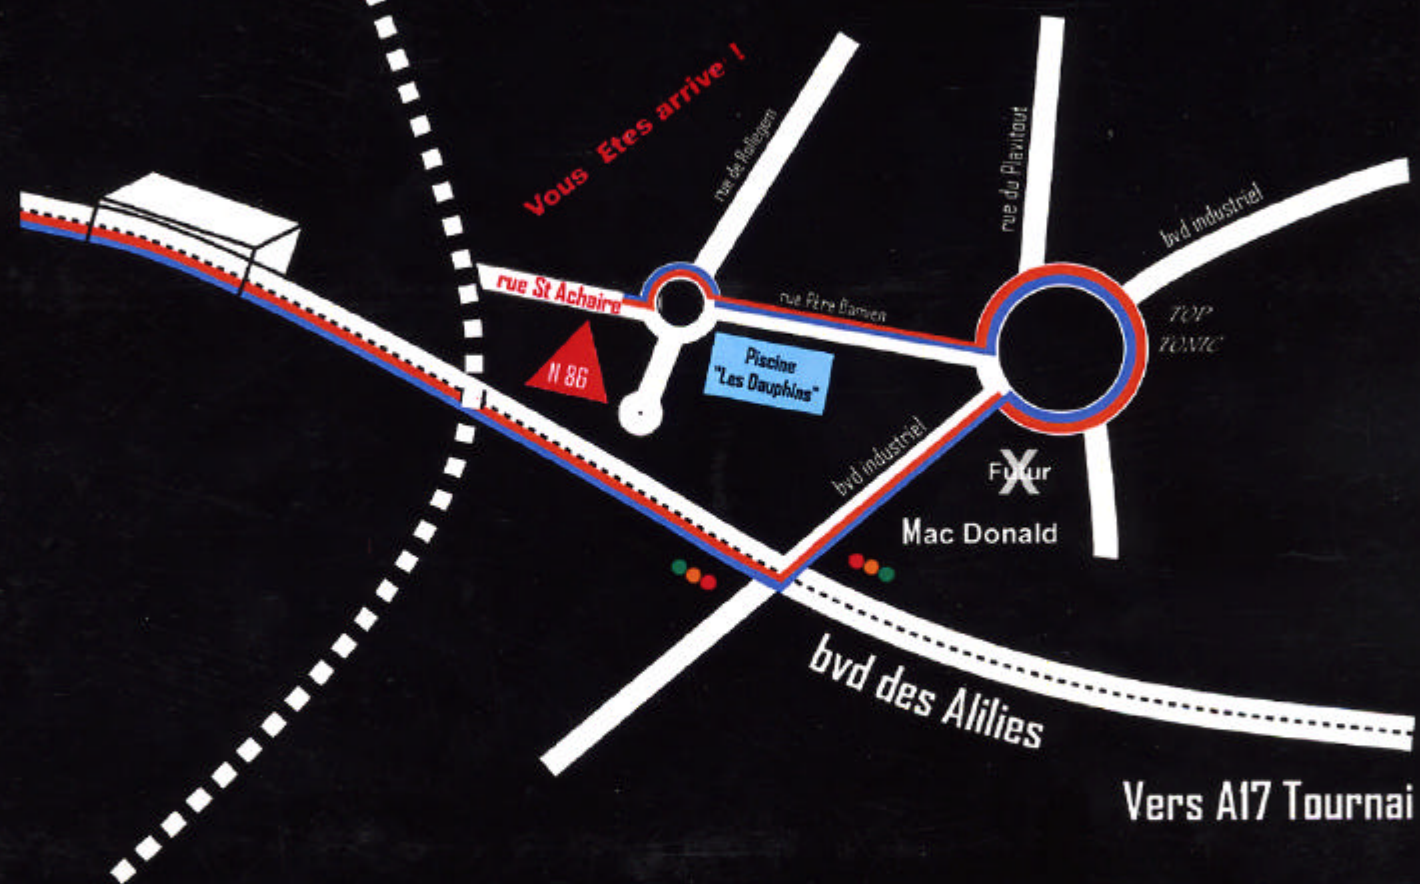 Vous Etes arrive !
rue de Rollegem
rue du Plavitout
bvd industriel
rue St Achaire
rue Père Damien
TOP
TONIC
N 86
Piscine
"Les Dauphins"
bvd industriel
Futur
X
Mac Donald
bvd des Alilies
Vers A17 Tournai